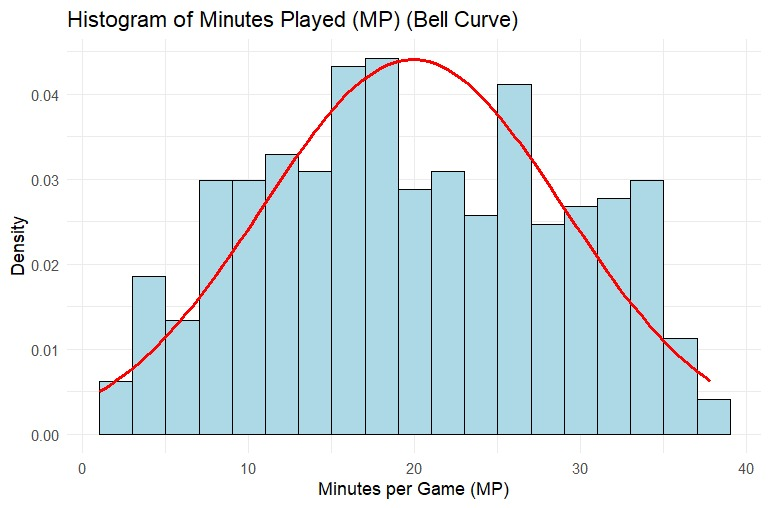 Histogram of Minutes Played (MP) (Bell Curve)
Density
0.04
0.03
0.02
0.01
0.00
0 10 20 30 40
Minutes per Game (MP)